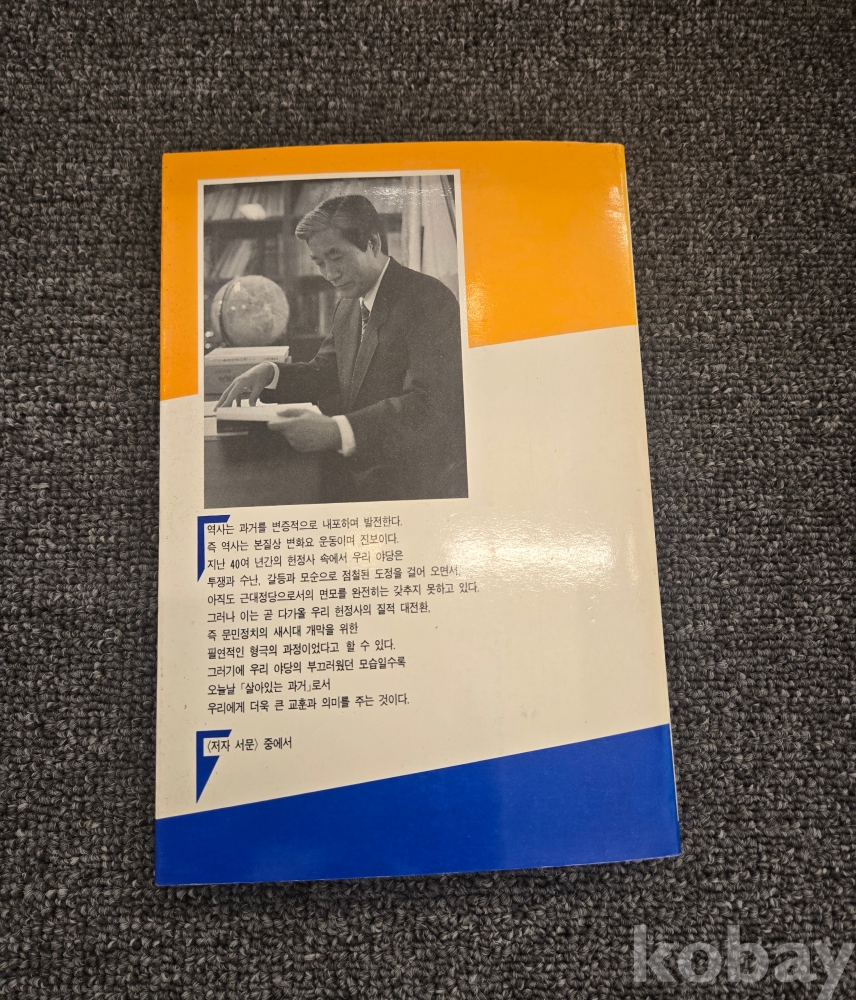 역사는 과거를 변증적으로 내포하며 발전한다.
즉 역사는 본질상 변화요 운동이며 진보이다.
지난 40여 년간의 헌정사 속에서 우리 야당은
투쟁과 수난, 갈등과 모순으로 점철된 도정을 걸어 오면서,
아직도 근대정당으로서의 면모를 완전히는 갖추지 못하고 있다.
그러나 이는 곧 다가올 우리 헌정사의 질적 대전환,
즉 문민정치의 새시대 개막을 위한
필연적인 형극의 과정이었다고 할 수 있다.
그러기에 우리 야당의 부끄러웠던 모습일수록
오늘날 「살아있는 과거」로서
우리에게 더욱 큰 교훈과 의미를 주는 것이다.
〈저자 서문〉 중에서
kobay